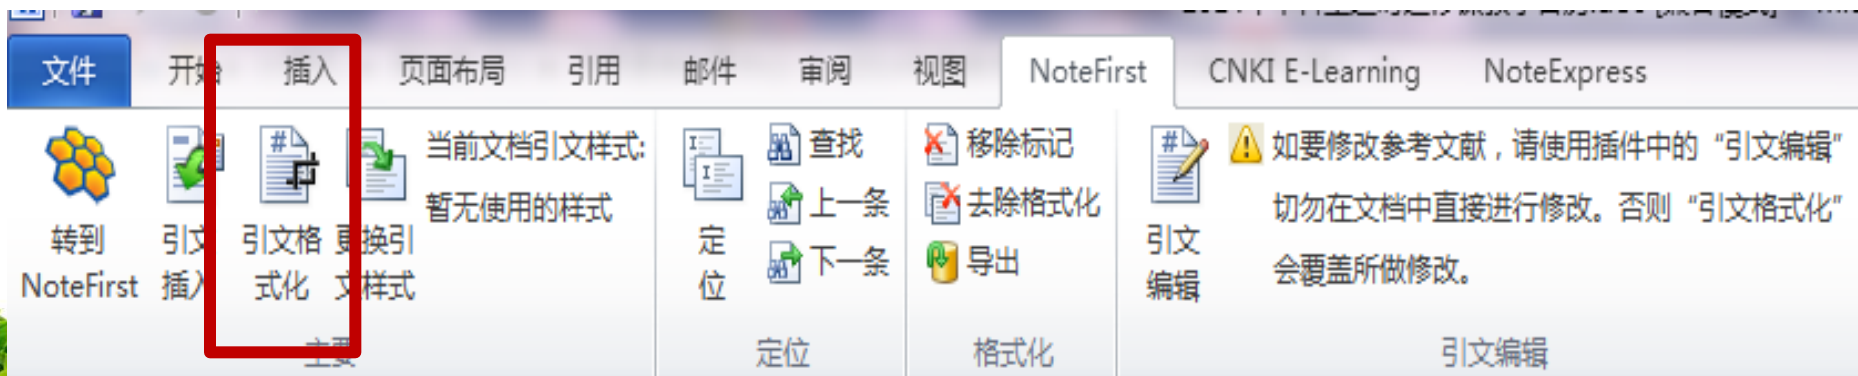 文件 开始 插入 页面布局 引用 邮件 审阅 视图 NoteFirst CNKI E-Learning NoteExpress
转到
NoteFirst
引文
插入
引文格
式化
更换引
文样式
当前文档引文样式:
暂无使用的样式
主要
定
位
查找
上一条
下一条
定位
移除标记
去除格式化
导出
格式化
引文
编辑
如要修改参考文献，请使用插件中的“引文编辑”
切勿在文档中直接进行修改。否则“引文格式化”
会覆盖所做修改。
引文编辑